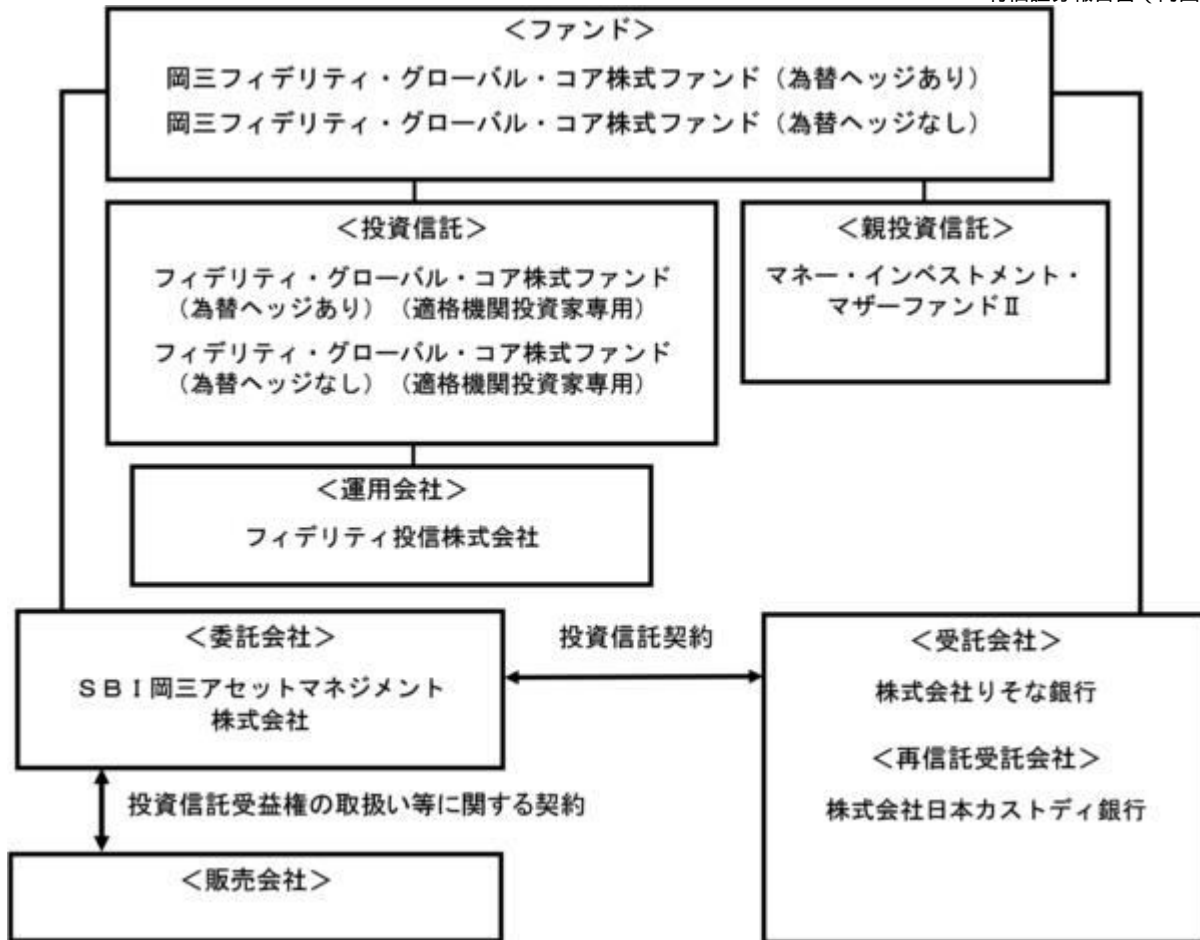 ＜ファンド＞
岡三フィデリティ・グローバル・コア株式ファンド（為替ヘッジあり）
岡三フィデリティ・グローバル・コア株式ファンド（為替ヘッジなし）
＜投資信託＞
フィデリティ・グローバル・コア株式ファンド
（為替ヘッジあり）（適格機関投資家専用）
フィデリティ・グローバル・コア株式ファンド
（為替ヘッジなし）（適格機関投資家専用）
＜親投資信託＞
マネー・インベストメント・
マザーファンドⅡ
＜運用会社＞
フィデリティ投信株式会社
＜委託会社＞
ＳＢＩ岡三アセットマネジメント
株式会社
投資信託契約
＜受託会社＞
株式会社りそな銀行
＜再信託受託会社＞
株式会社日本カストディ銀行
投資信託受益権の取扱い等に関する契約
＜販売会社＞